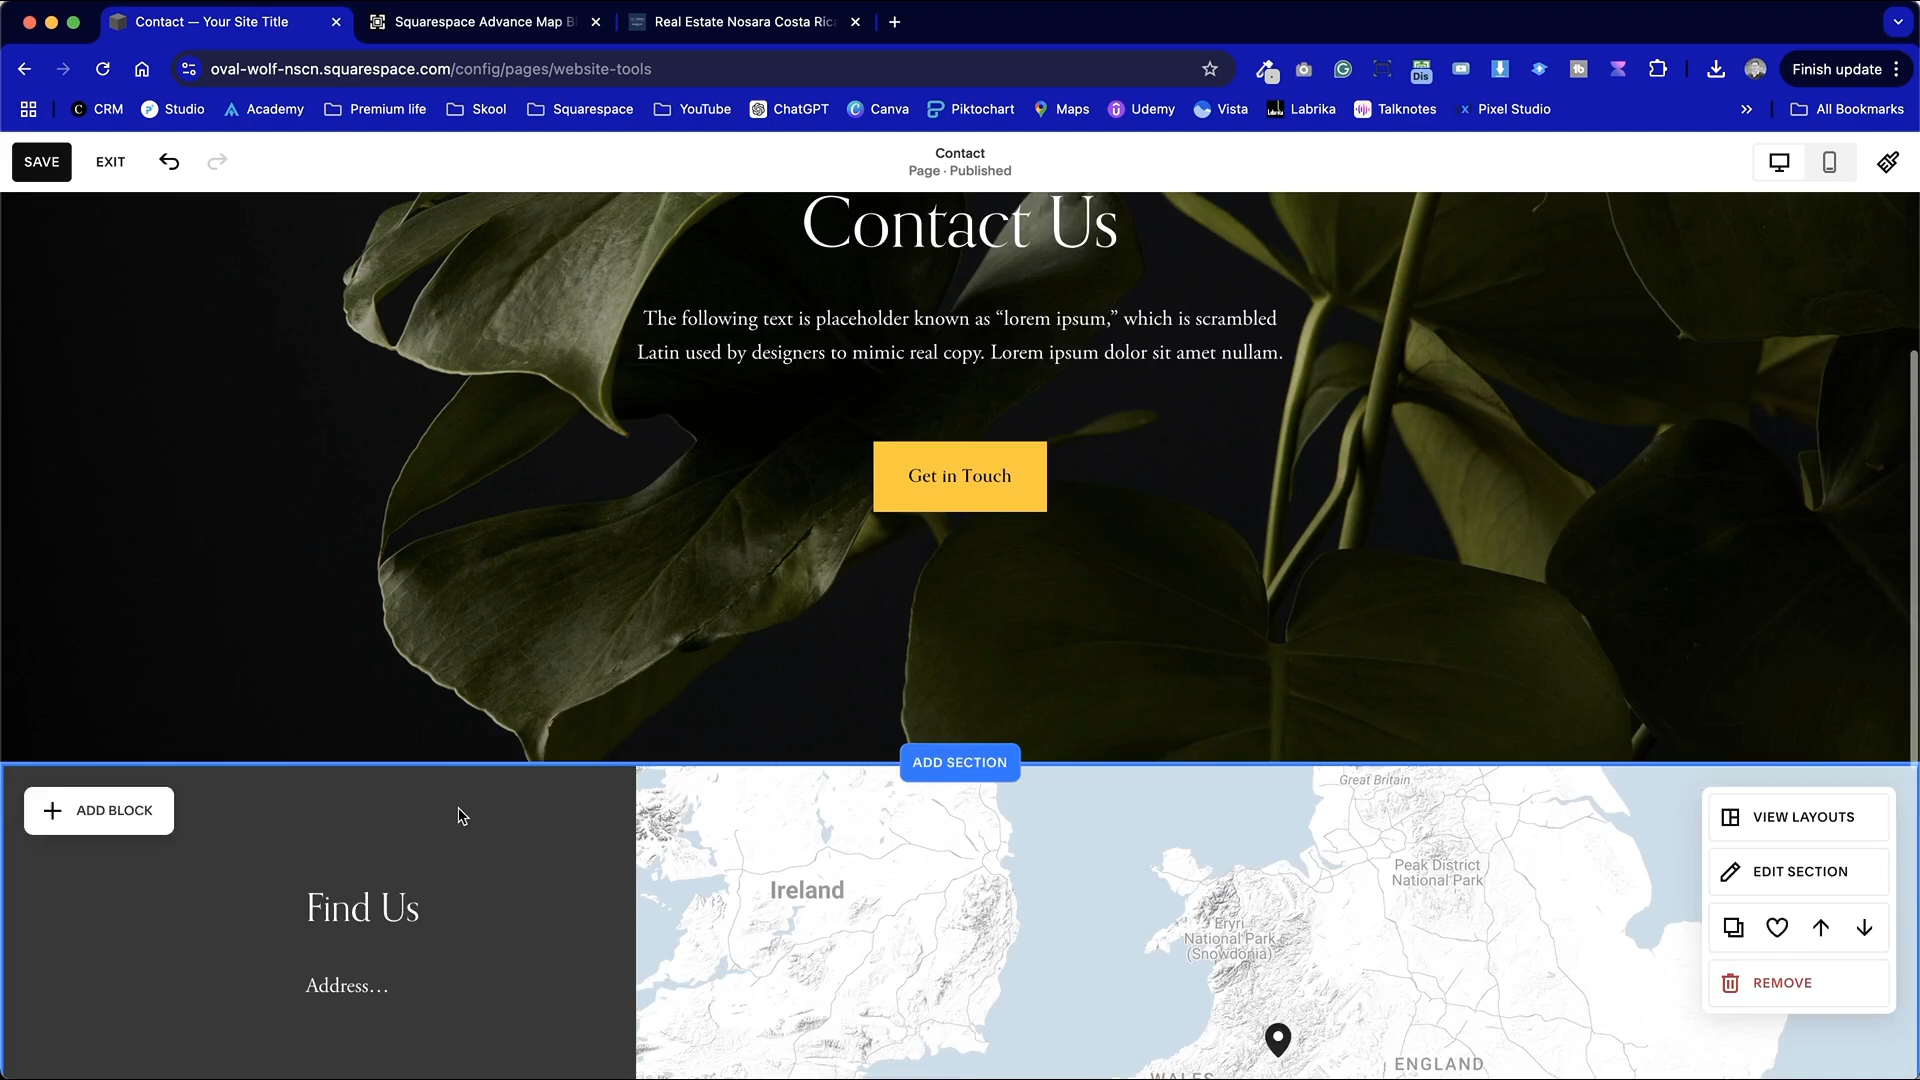 Contact — Your Site Title
Squarespace Advance Map B
Real Estate Nosara Costa Rica
oval-wolf-nscn.squarespace.com/config/pages/website-tools
Dis
Finish update
CRM
Studio
Academy
Premium life
Skool
Squarespace
YouTube
ChatGPT
Canva
Piktochart
Maps
Udemy
Vista
Labrika
Talknotes
Pixel Studio
All Bookmarks
SAVE
EXIT
Contact
Page · Published
Contact Us
The following text is placeholder known as “lorem ipsum,” which is scrambled
Latin used by designers to mimic real copy. Lorem ipsum dolor sit amet nullam.
Get in Touch
ADD SECTION
ADD BLOCK
Find Us
Address…
Great Britain
Ireland
Peak District
National Park
Eryri
National Park
(Snowdonia)
WALES
ENGLAND
VIEW LAYOUTS
EDIT SECTION
REMOVE